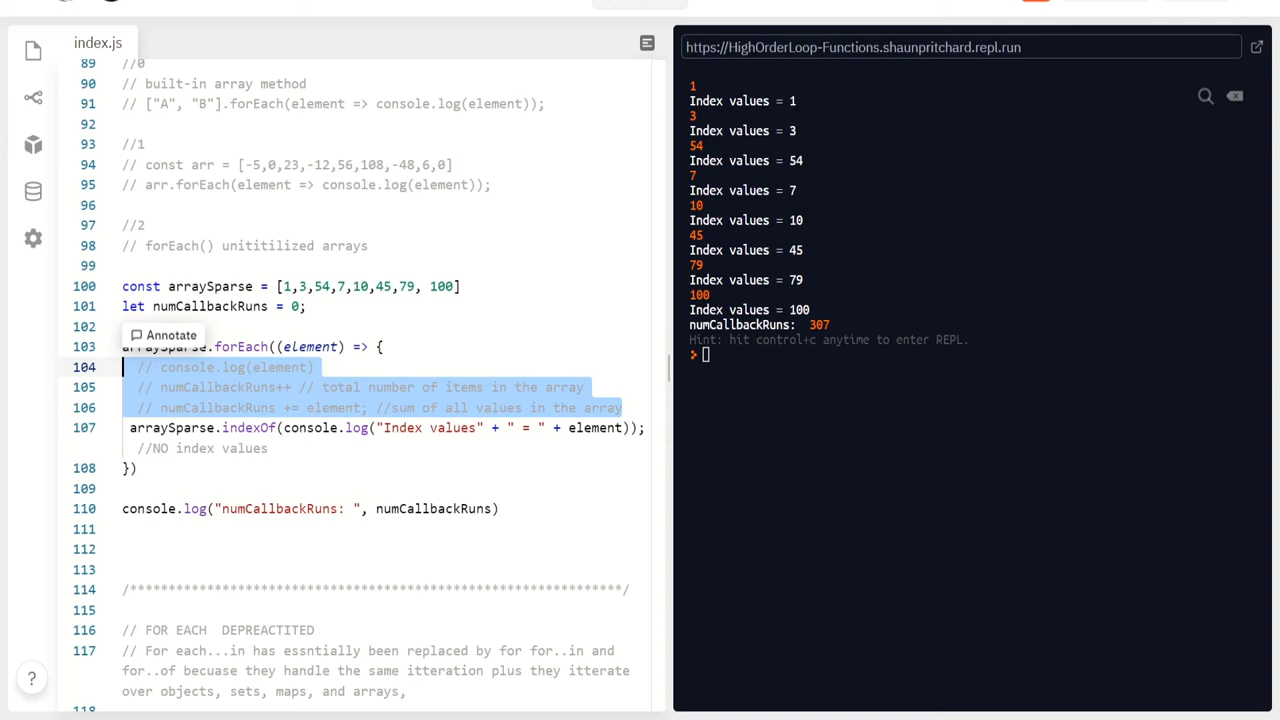 index.js
89 //0
90 // built-in array method
91 // ["A", "B"].forEach(element => console.log(element));
92
93 //1
94 // const arr = [-5,0,23,-12,56,108,-48,6,0]
95 // arr.forEach(element => console.log(element));
96
97 //2
98 // forEach() unititilized arrays
99
100 const arraySparse = [1,3,54,7,10,45,79, 100]
101 let numCallbackRuns = 0;
102
Annotate
103 arraySparse.forEach((element) => {
104 // console.log(element)
105 // numCallbackRuns++ // total number of items in the array
106 // numCallbackRuns += element; //sum of all values in the array
107 arraySparse.indexOf(console.log("Index values" + " = " + element));
//NO index values
108 })
109
110 console.log("numCallbackRuns: ", numCallbackRuns)
111
112
113
114 /****************************************************************/
115
116 // FOR EACH DEPREACTITED
117 // For each...in has essntially been replaced by for for..in and
for..of becuase they handle the same itteration plus they itterate
over objects, sets, maps, and arrays,
118
?
https://HighOrderLoop-Functions.shaunpritchard.repl.run
1
Index values = 1
3
Index values = 3
54
Index values = 54
7
Index values = 7
10
Index values = 10
45
Index values = 45
79
Index values = 79
100
Index values = 100
numCallbackRuns: 307
Hint: hit control+c anytime to enter REPL.
>